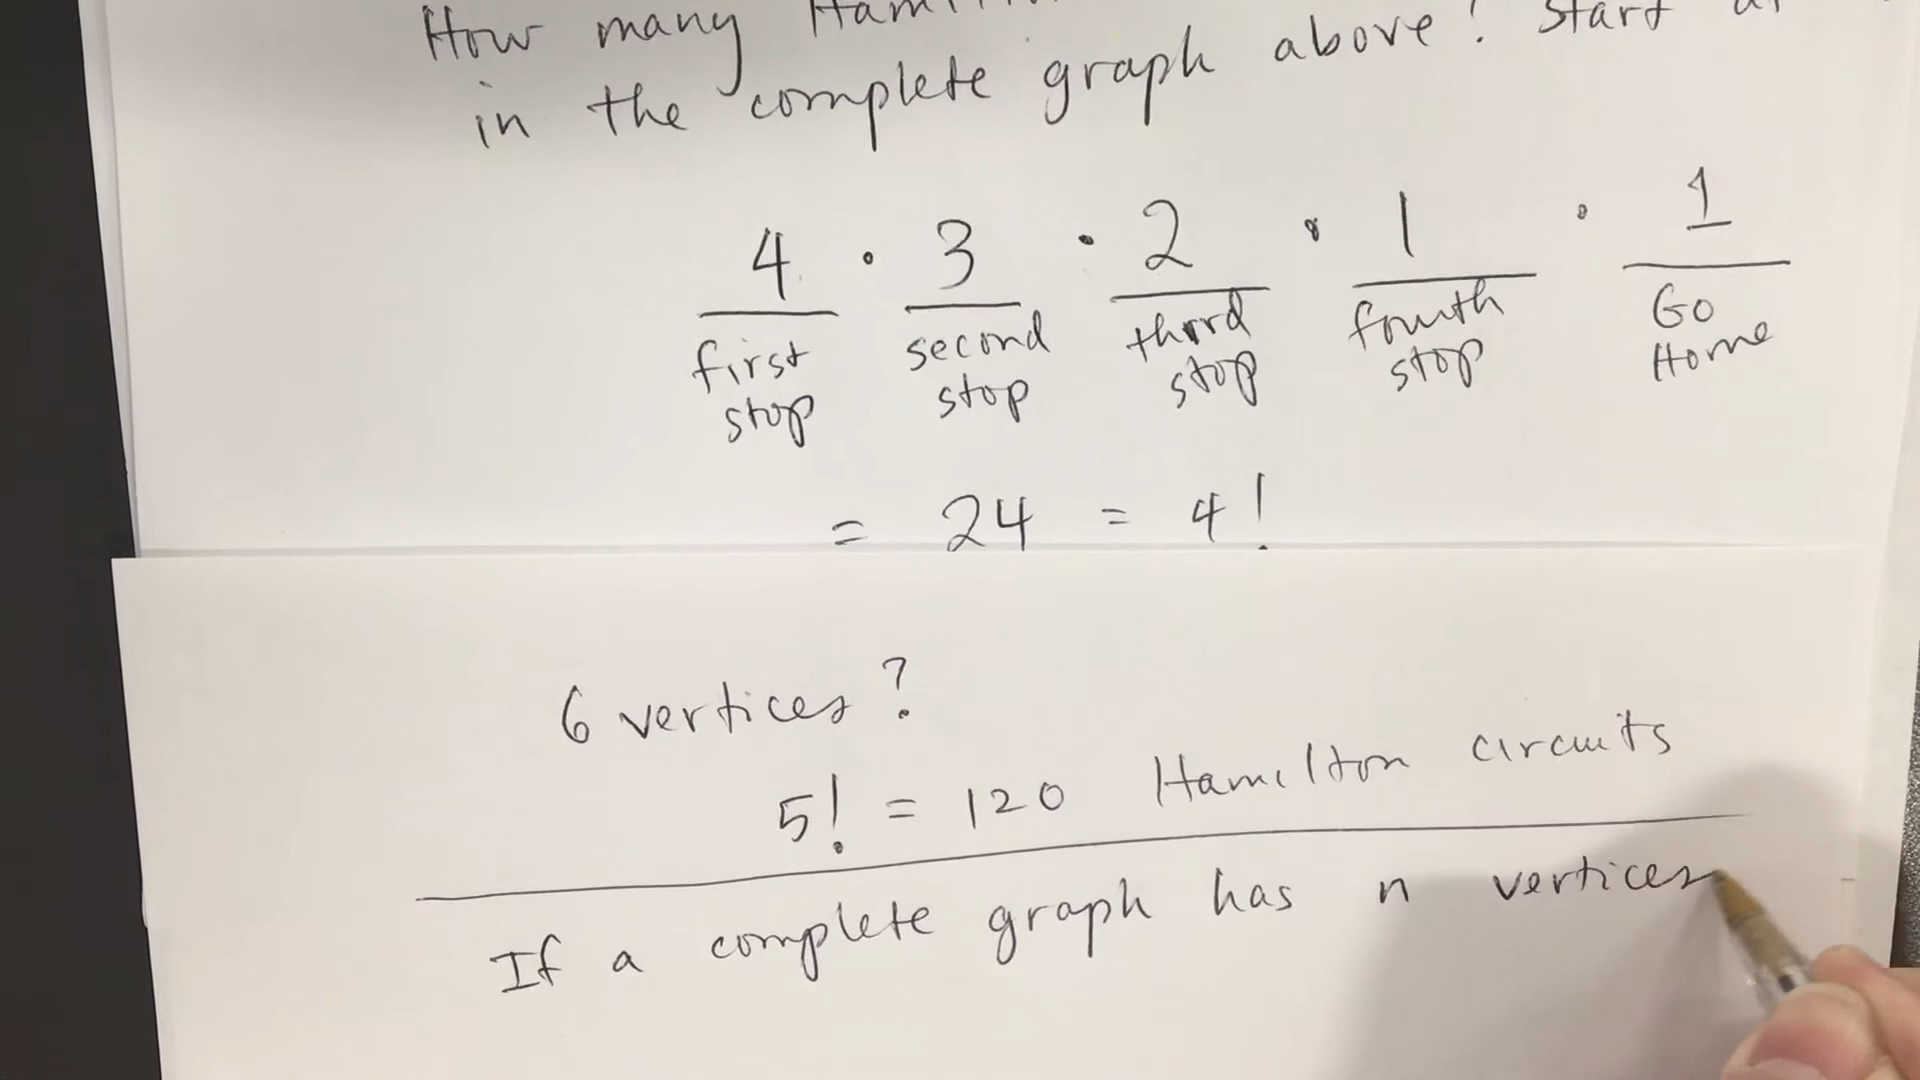 How many
in the complete graph above? Start
4 · 3 · 2 · 1 · 1
first second third fourth Go
stop stop stop stop Home
= 24 = 4!
6 vertices?
5! = 120 Hamilton circuits
If a complete graph has n vertices